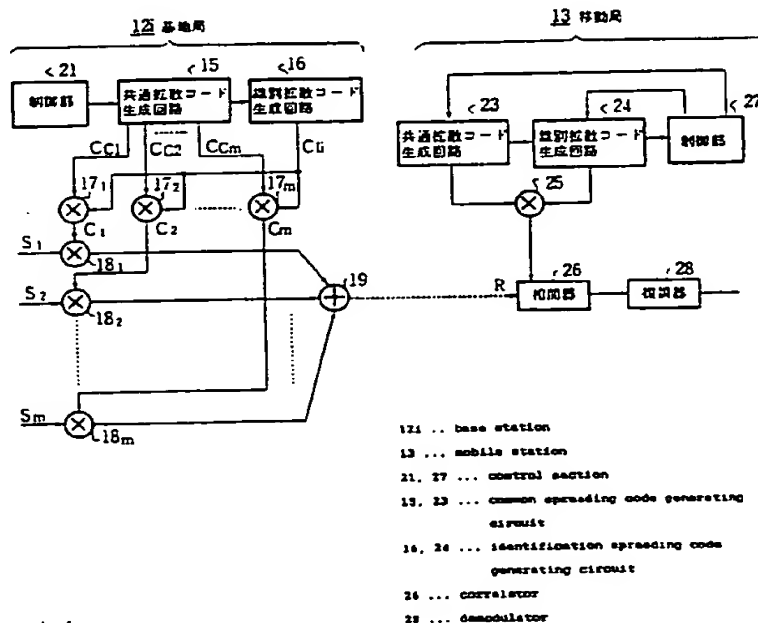 12i 基地局
13 移動局
21
15
16
制御器
共通拡散コード
生成回路
識別拡散コード
生成回路
23
24
27
共通拡散コード
生成回路
識別拡散コード
生成回路
制御器
CC1
CC2
CCm
CLi
17₁
17₂
17m
25
C1
C2
Cm
S1
18₁
19
26
28
S2
18₂
R
相関器
復調器
Sm
18m
12i .. base station
13 ... mobile station
21, 27 ... control section
15, 23 ... common spreading code generating
circuit
16, 24 ... identification spreading code
generating circuit
26 ... correlator
28 ... demodulator